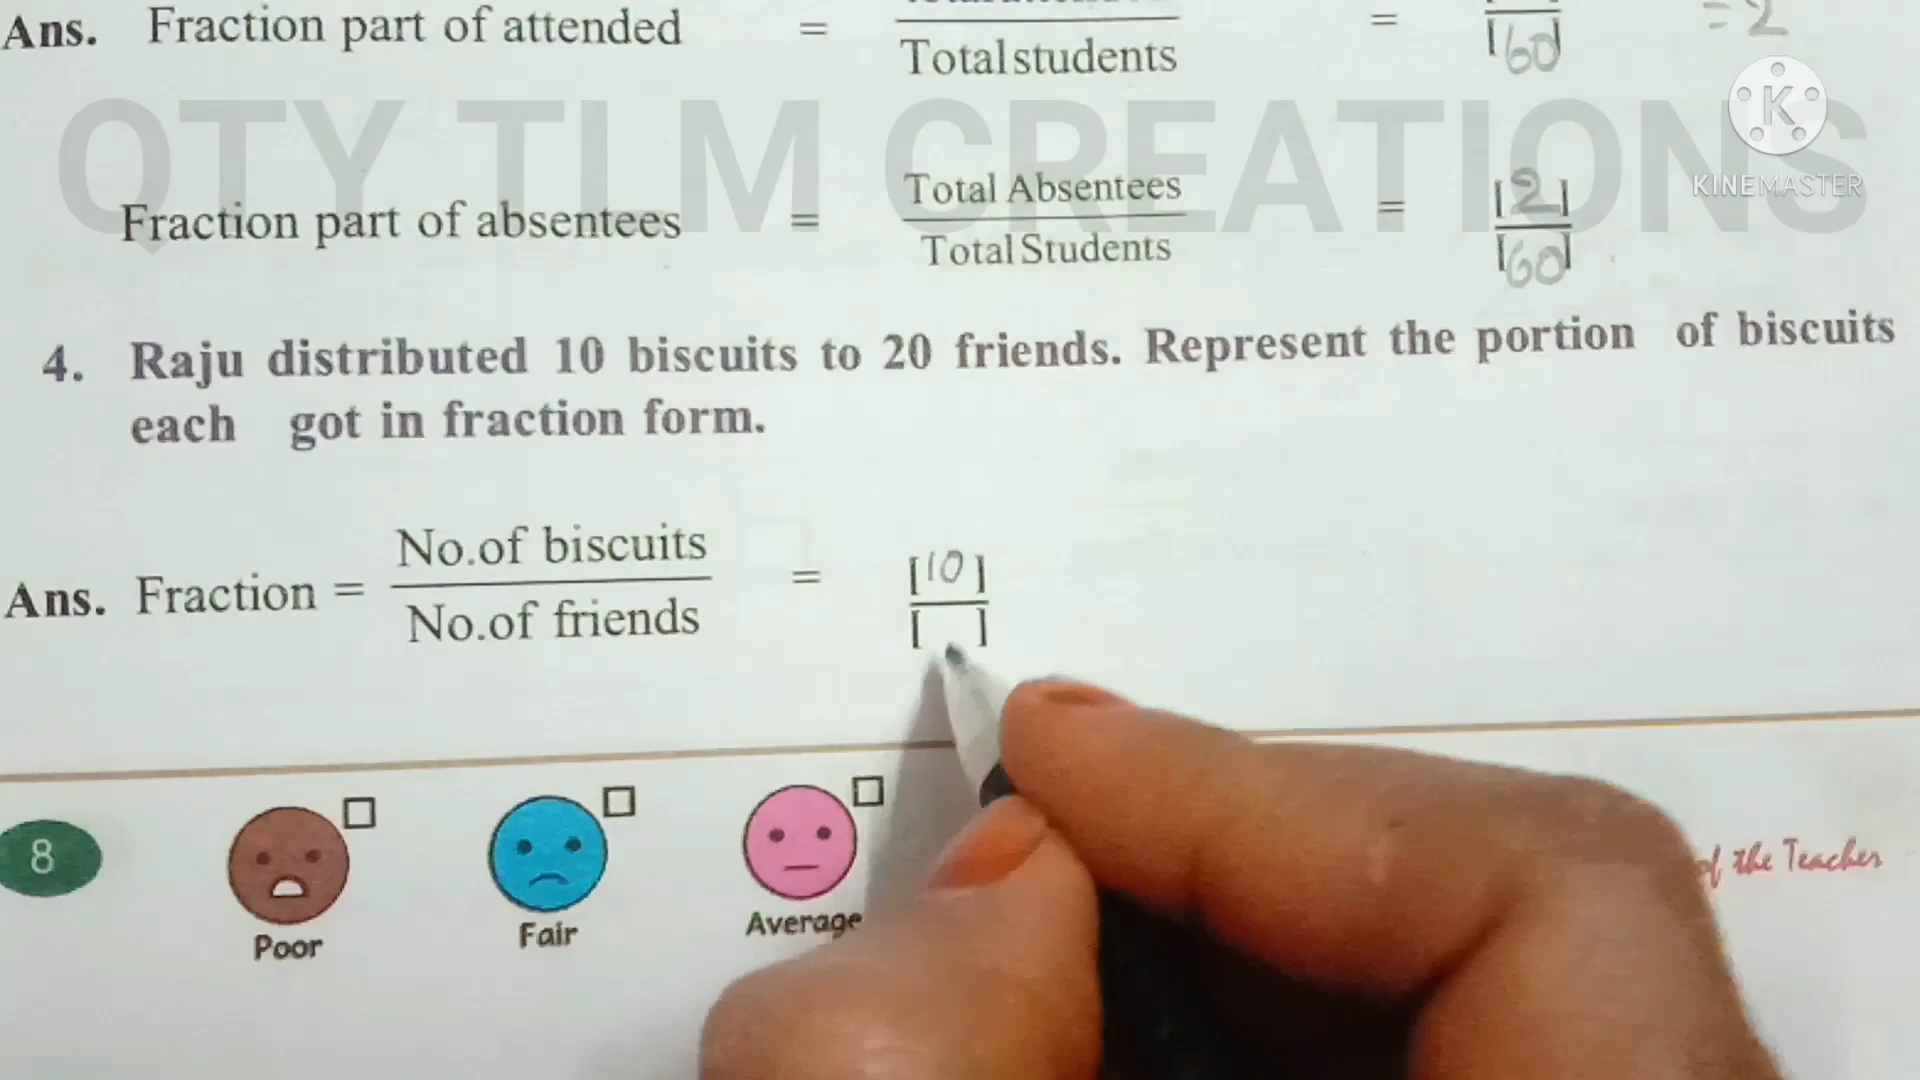 Ans. Fraction part of attended = Total students = [60] = 2
QTY TLM CREATIONS
K
KINEMASTER
Fraction part of absentees = Total Absentees / Total Students = [2] / [60]
4. Raju distributed 10 biscuits to 20 friends. Represent the portion of biscuits
each got in fraction form.
Ans. Fraction = No.of biscuits / No.of friends = [10] / [ ]
8
Poor
Fair
Average
of the Teacher